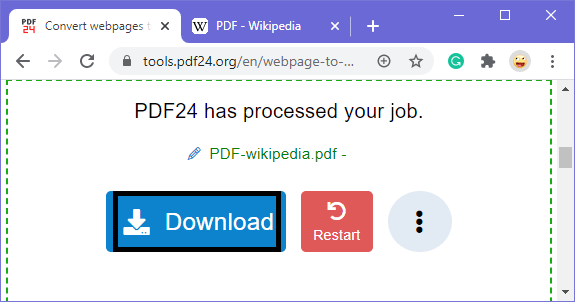 PDF
24
Convert webpages t
W
PDF - Wikipedia
tools.pdf24.org/en/webpage-to-...
G
PDF24 has processed your job.
PDF-wikipedia.pdf -
Download
Restart